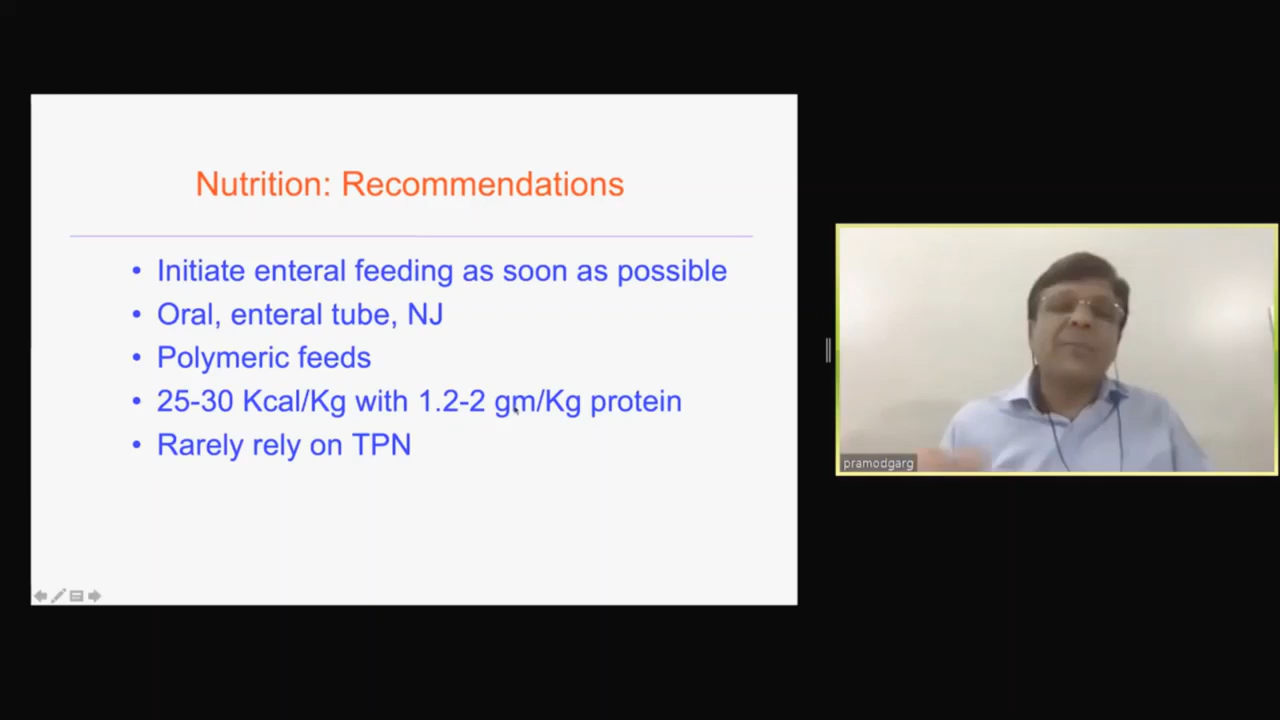 Nutrition: Recommendations
• Initiate enteral feeding as soon as possible
• Oral, enteral tube, NJ
• Polymeric feeds
• 25-30 Kcal/Kg with 1.2-2 gm/Kg protein
• Rarely rely on TPN
pramodgarg